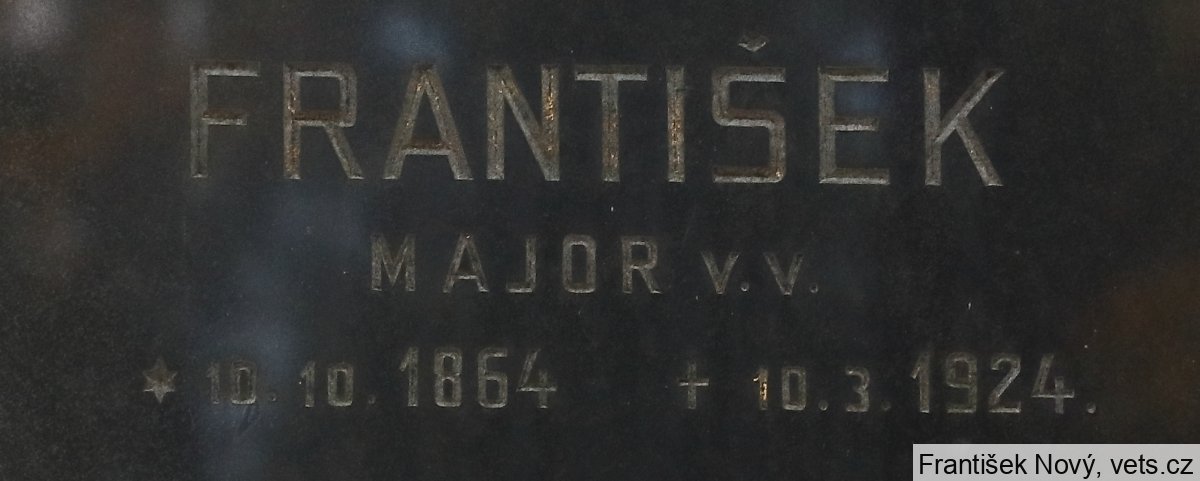 FRANTIŠEK
MAJOR v.v.
* 10.10.1864 + 10.3.1924.
František Nový, vets.cz